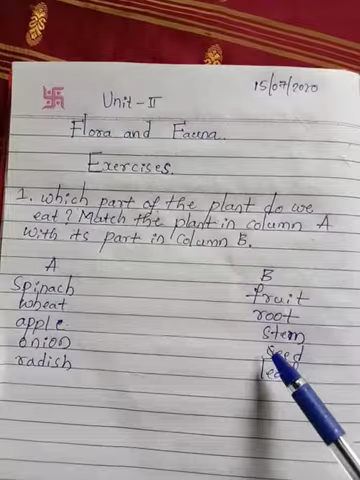 15/07/2020
Unit-II
Flora and Fauna.
Exercises.
1. which part of the plant do we
eat? Match the plant in column A
with its part in column B.
A B
Spinach fruit
wheat root
apple stem
onion seed
radish